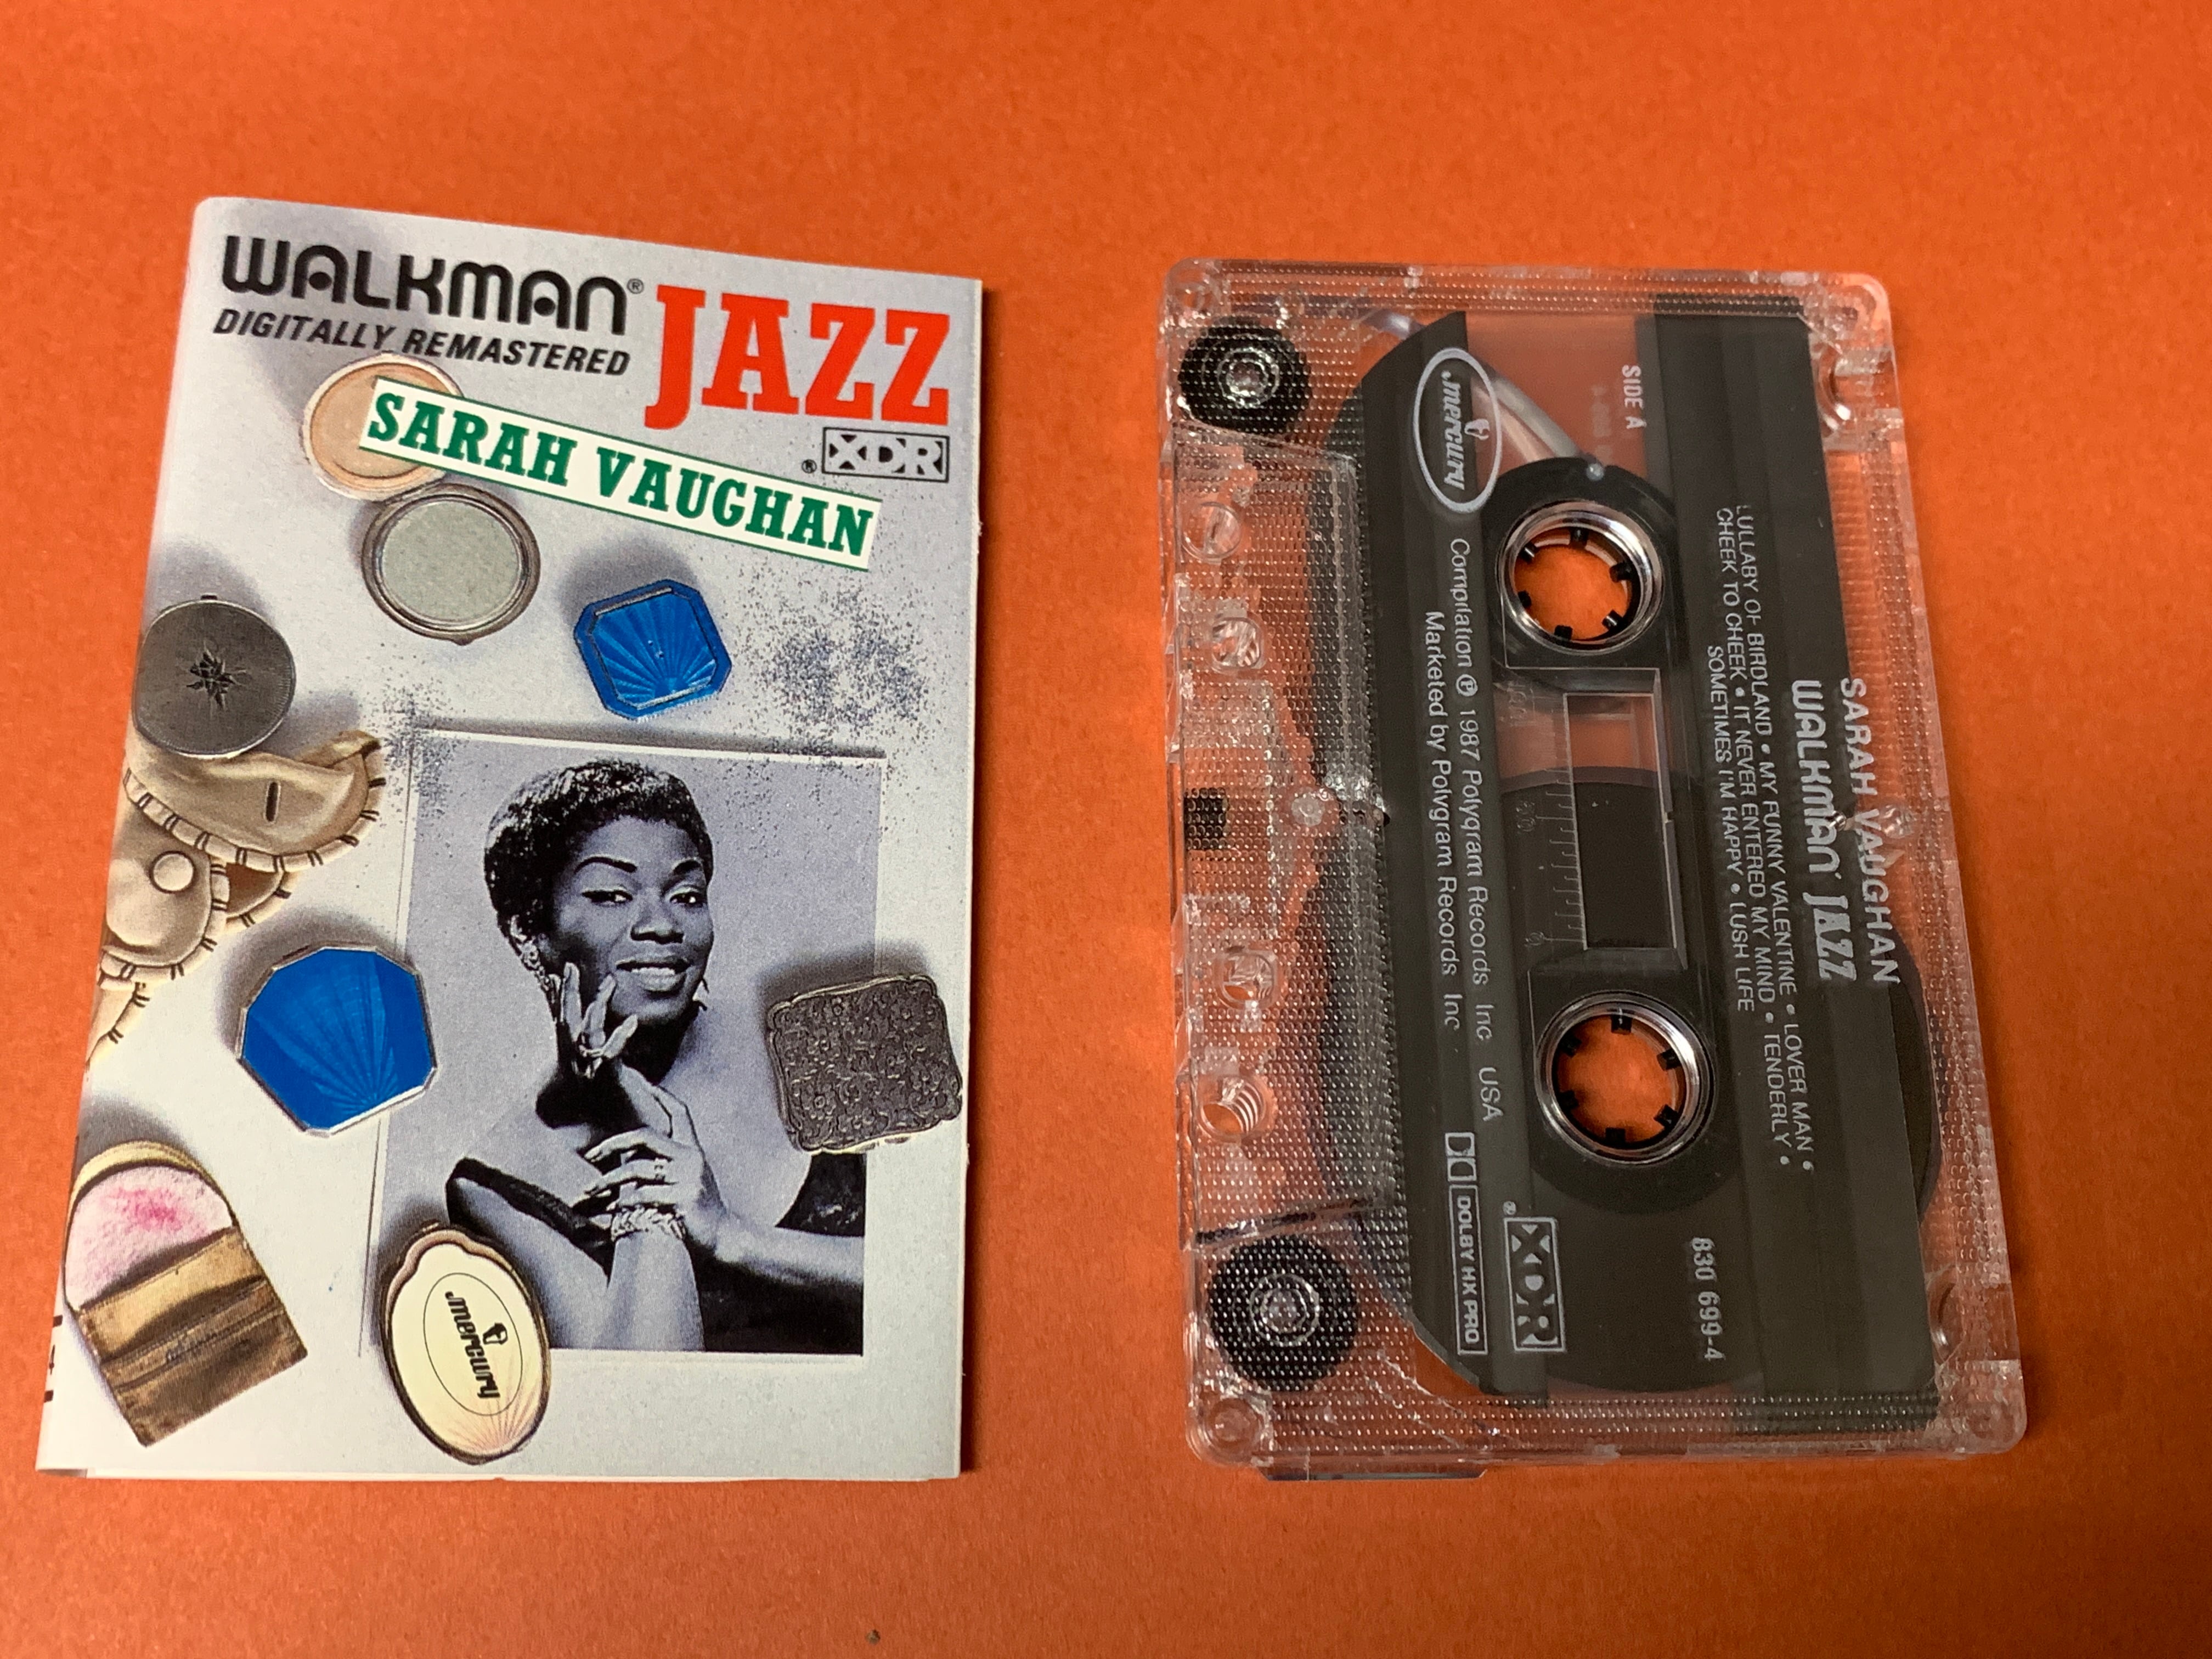 WALKMAN® JAZZ
DIGITALLY REMASTERED
SARAH VAUGHAN
® XDR
mercury
SARAH VAUGHAN
WALKMAN® JAZZ
SIDE A
LULLABY OF BIRDLAND • MY FUNNY VALENTINE • LOVER MAN •
CHEEK TO CHEEK • IT NEVER ENTERED MY MIND • TENDERLY •
SOMETIMES I'M HAPPY • LUSH LIFE
830 699-4
mercury
Compilation ℗ 1987 Polygram Records Inc USA
Marketed by Polygram Records Inc
® XDR
DOLBY HX PRO